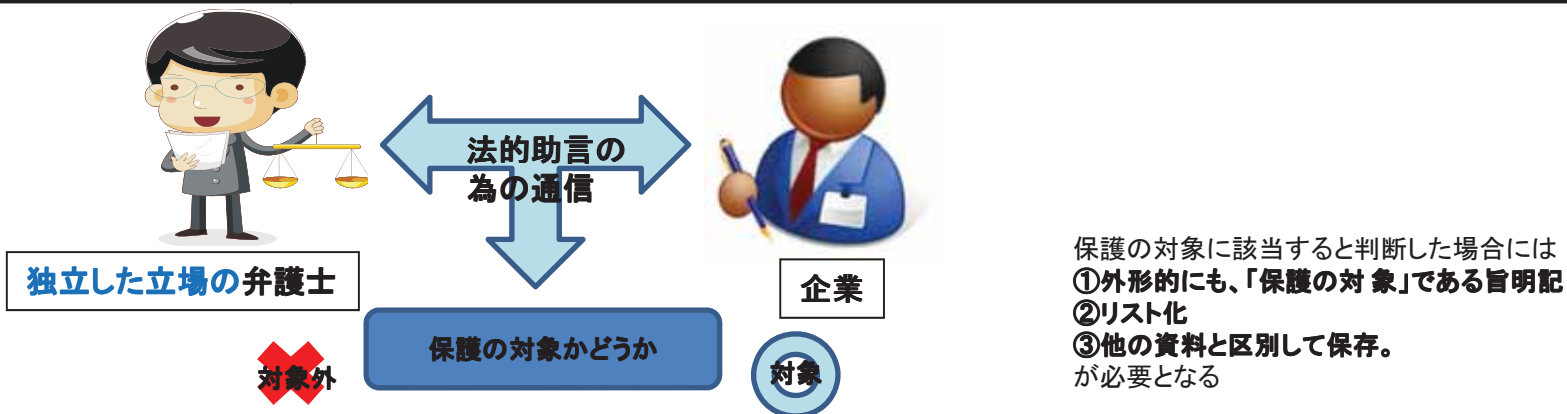 法的助言の
為の通信
独立した立場の弁護士
企業
保護の対象かどうか
対象外
対象
保護の対象に該当すると判断した場合には
①外形的にも、「保護の対 象」である旨明記
②リスト化
③他の資料と区別して保存。
が必要となる